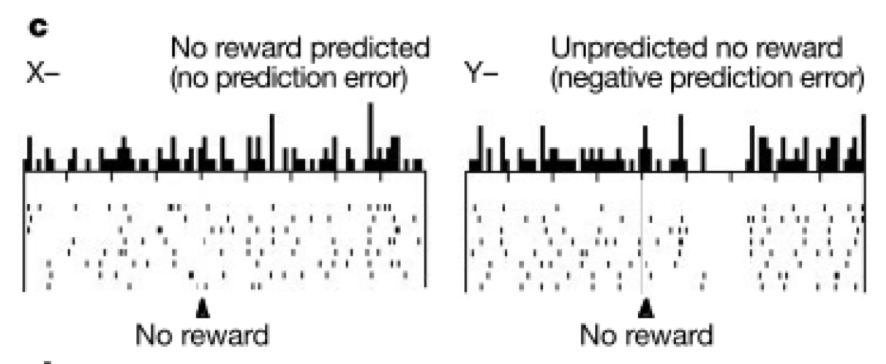 c
No reward predicted
(no prediction error)
X–
Unpredicted no reward
(negative prediction error)
Y–
No reward
No reward